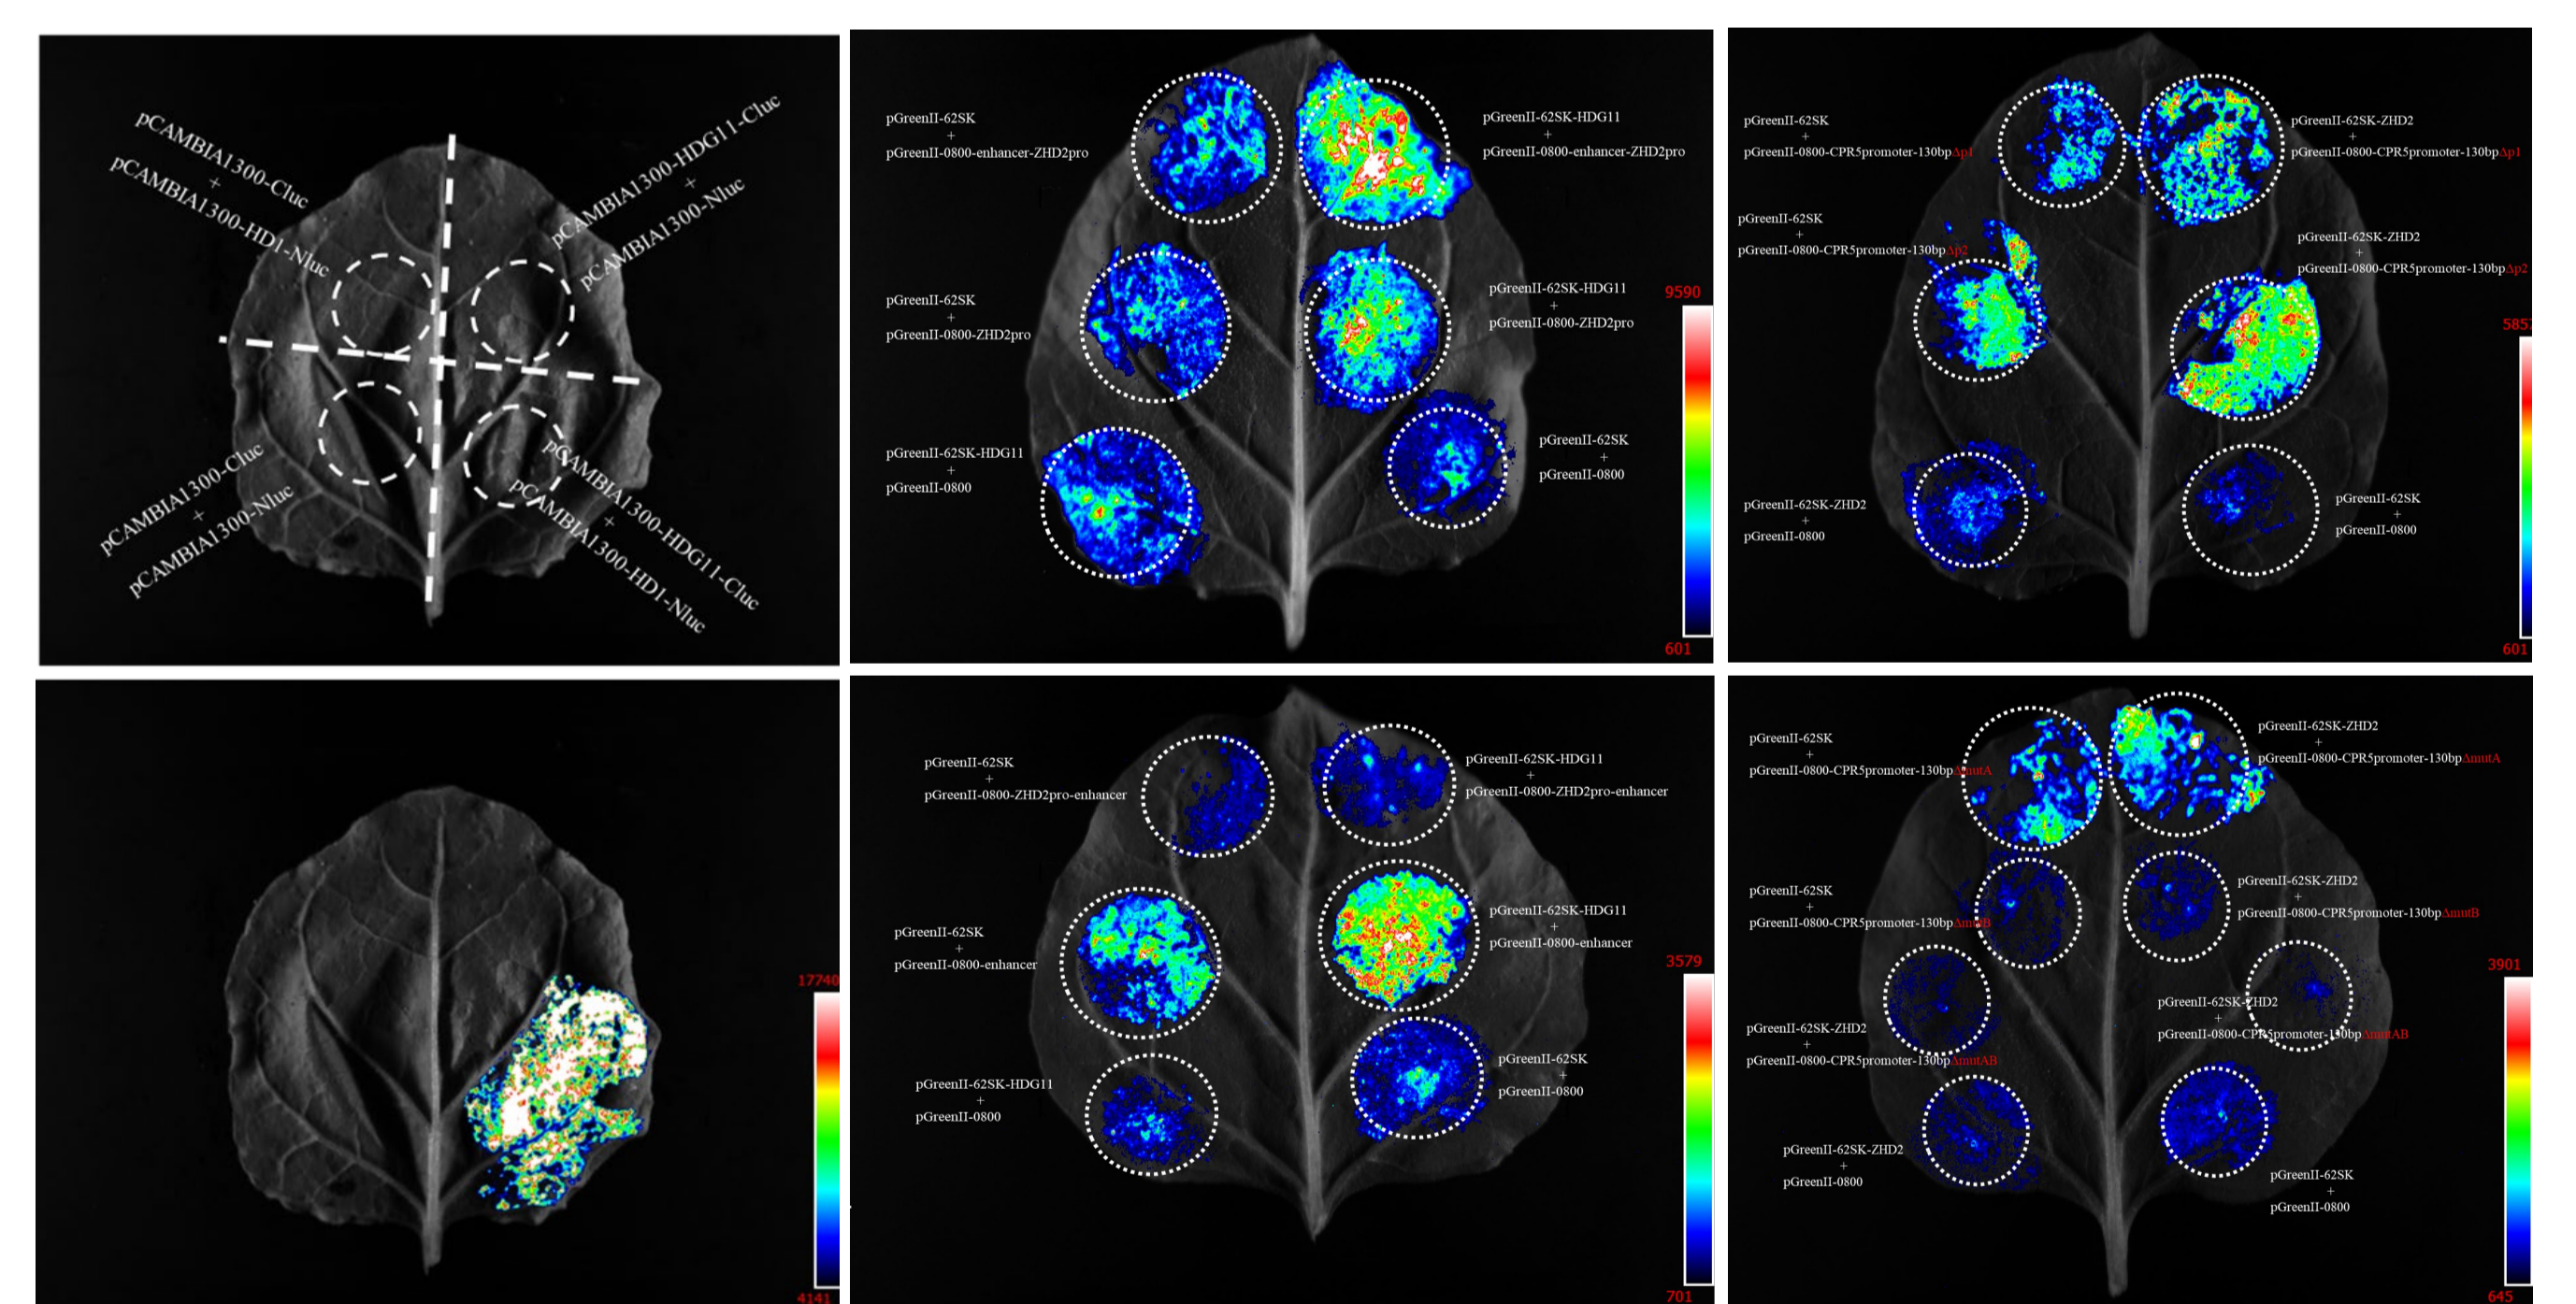 pCAMBIA1300-Cluc
+
pCAMBIA1300-HD1-Nluc
pCAMBIA1300-HDG11-Cluc
+
pCAMBIA1300-Nluc
pCAMBIA1300-Cluc
+
pCAMBIA1300-Nluc
pCAMBIA1300-HDG11-Cluc
+
pCAMBIA1300-HD1-Nluc
pGreenII-62SK
+
pGreenII-0800-enhancer-ZHD2pro
pGreenII-62SK-HDG11
+
pGreenII-0800-enhancer-ZHD2pro
pGreenII-62SK
+
pGreenII-0800-ZHD2pro
pGreenII-62SK-HDG11
+
pGreenII-0800-ZHD2pro
pGreenII-62SK-HDG11
+
pGreenII-0800
pGreenII-62SK
+
pGreenII-0800
9590
601
pGreenII-62SK
+
pGreenII-0800-CPR5promoter-130bpΔp1
pGreenII-62SK-ZHD2
+
pGreenII-0800-CPR5promoter-130bpΔp1
pGreenII-62SK
+
pGreenII-0800-CPR5promoter-130bpΔp2
pGreenII-62SK-ZHD2
+
pGreenII-0800-CPR5promoter-130bpΔp2
pGreenII-62SK-ZHD2
+
pGreenII-0800
pGreenII-62SK
+
pGreenII-0800
5857
601
17740
4141
pGreenII-62SK
+
pGreenII-0800-ZHD2pro-enhancer
pGreenII-62SK-HDG11
+
pGreenII-0800-ZHD2pro-enhancer
pGreenII-62SK
+
pGreenII-0800-enhancer
pGreenII-62SK-HDG11
+
pGreenII-0800-enhancer
pGreenII-62SK-HDG11
+
pGreenII-0800
pGreenII-62SK
+
pGreenII-0800
3579
701
pGreenII-62SK
+
pGreenII-0800-CPR5promoter-130bpΔmutA
pGreenII-62SK-ZHD2
+
pGreenII-0800-CPR5promoter-130bpΔmutA
pGreenII-62SK
+
pGreenII-0800-CPR5promoter-130bpΔmutB
pGreenII-62SK-ZHD2
+
pGreenII-0800-CPR5promoter-130bpΔmutB
pGreenII-62SK-ZHD2
+
pGreenII-0800-CPR5promoter-130bpΔmutAB
pGreenII-62SK-ZHD2
+
pGreenII-0800-CPR5promoter-130bpΔmutAB
pGreenII-62SK-ZHD2
+
pGreenII-0800
pGreenII-62SK
+
pGreenII-0800
3901
645